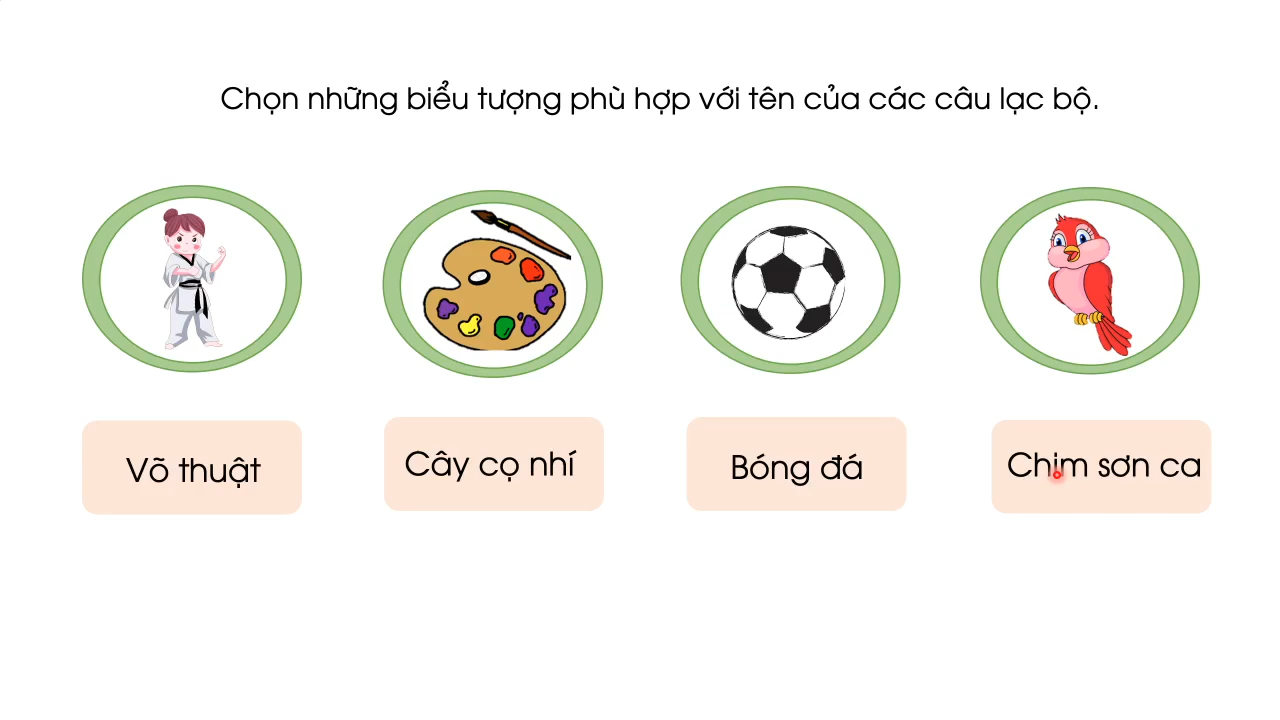 Chọn những biểu tượng phù hợp với tên của các câu lạc bộ.
Võ thuật
Cây cọ nhí
Bóng đá
Chim sơn ca